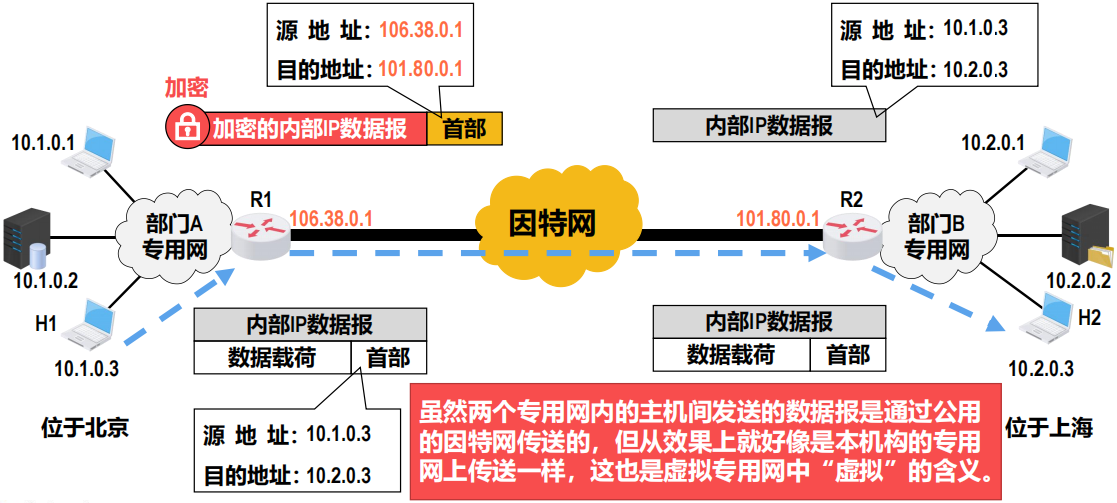 源 地 址：106.38.0.1
目的地址：101.80.0.1
源 地 址：10.1.0.3
目的地址：10.2.0.3
加密
加密的内部IP数据报 首部
内部IP数据报
10.1.0.1
10.2.0.1
部门A
专用网
R1
106.38.0.1
因特网
101.80.0.1
R2
部门B
专用网
10.1.0.2
10.2.0.2
H1
10.1.0.3
H2
10.2.0.3
内部IP数据报
数据载荷 首部
内部IP数据报
数据载荷 首部
源 地 址：10.1.0.3
目的地址：10.2.0.3
位于北京
虽然两个专用网内的主机间发送的数据报是通过公用
的因特网传送的，但从效果上就好像是本机构的专用
网上传送一样，这也是虚拟专用网中“虚拟”的含义。
位于上海